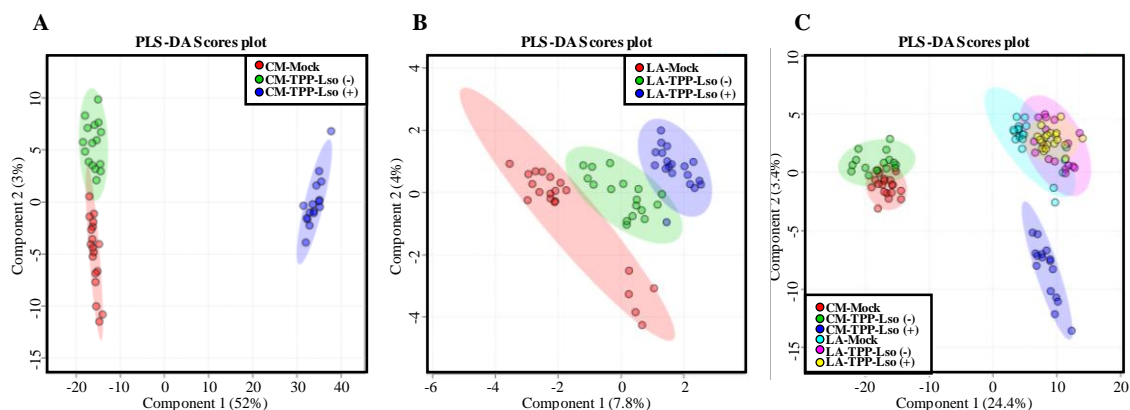 A
PLS-DA Scores plot
CM-Mock
CM-TPP-Lso (-)
CM-TPP-Lso (+)
10
5
0
-5
-10
-15
Component 2 (3%)
-20
-10
0
10
20
30
40
Component 1 (52%)
B
PLS-DA Scores plot
LA-Mock
LA-TPP-Lso (-)
LA-TPP-Lso (+)
4
2
0
-2
-4
Component 2 (4%)
-6
-4
-2
0
2
Component 1 (7.8%)
C
PLS-DA Scores plot
10
5
0
-5
-10
-15
Component 2 (3.4%)
CM-Mock
CM-TPP-Lso (-)
CM-TPP-Lso (+)
LA-Mock
LA-TPP-Lso (-)
LA-TPP-Lso (+)
-20
0
10
20
Component 1 (24.4%)